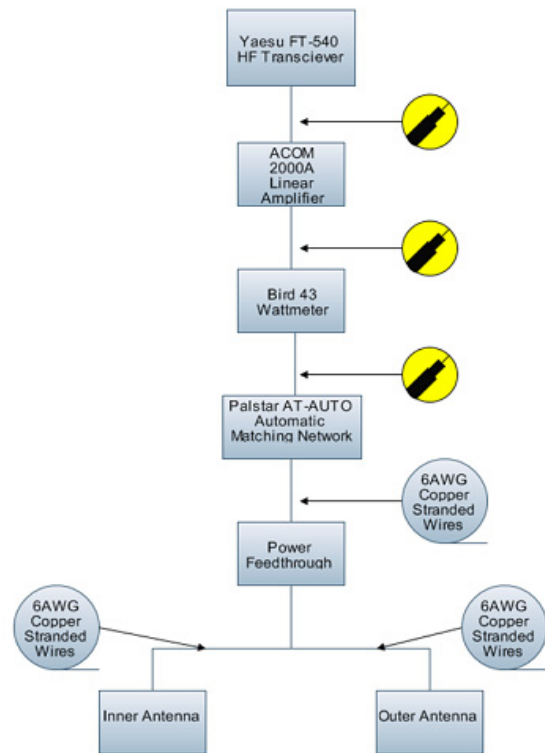 Yaesu FT-540
HF Transciever
ACOM
2000A
Linear
Amplifier
Bird 43
Wattmeter
Palstar AT-AUTO
Automatic
Matching Network
6AWG
Copper
Stranded
Wires
Power
Feedthrough
6AWG
Copper
Stranded
Wires
6AWG
Copper
Stranded
Wires
Inner Antenna
Outer Antenna